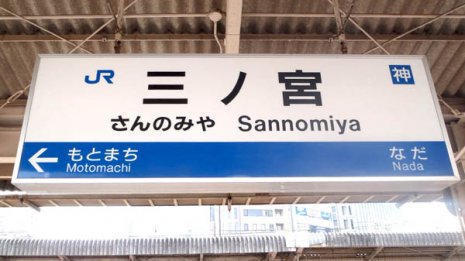 JR 三ノ宮 神
さんのみや Sannomiya
← もとまち なだ
Motomachi Nada